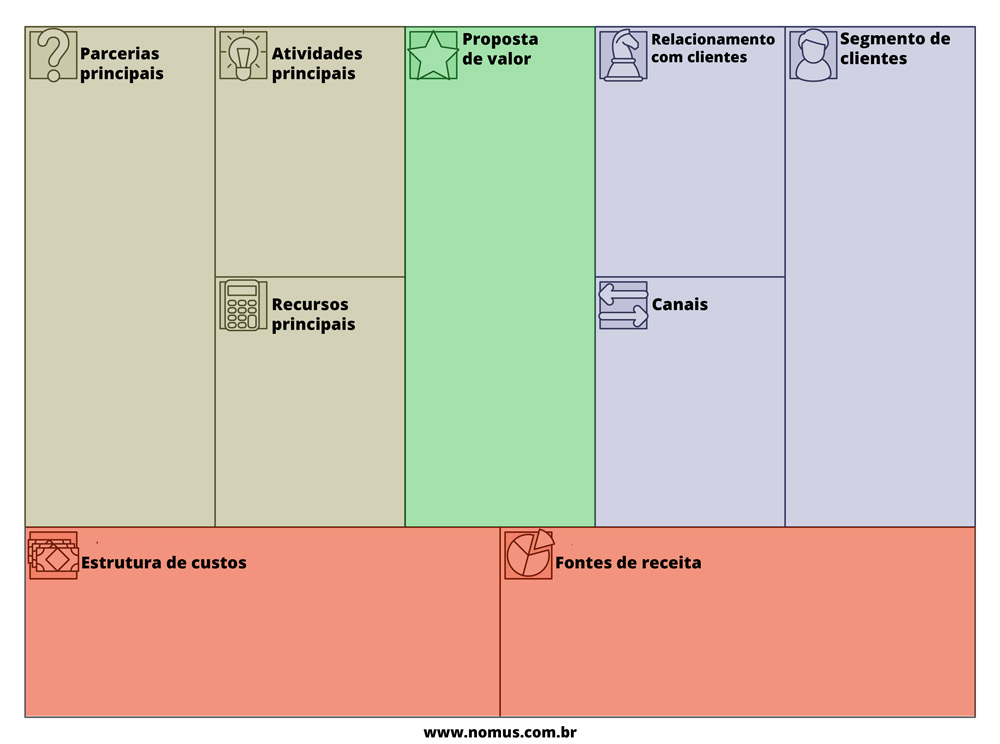 Parcerias
principais
Atividades
principais
Proposta
de valor
Relacionamento
com clientes
Segmento de
clientes
Recursos
principais
Canais
Estrutura de custos
Fontes de receita
www.nomus.com.br